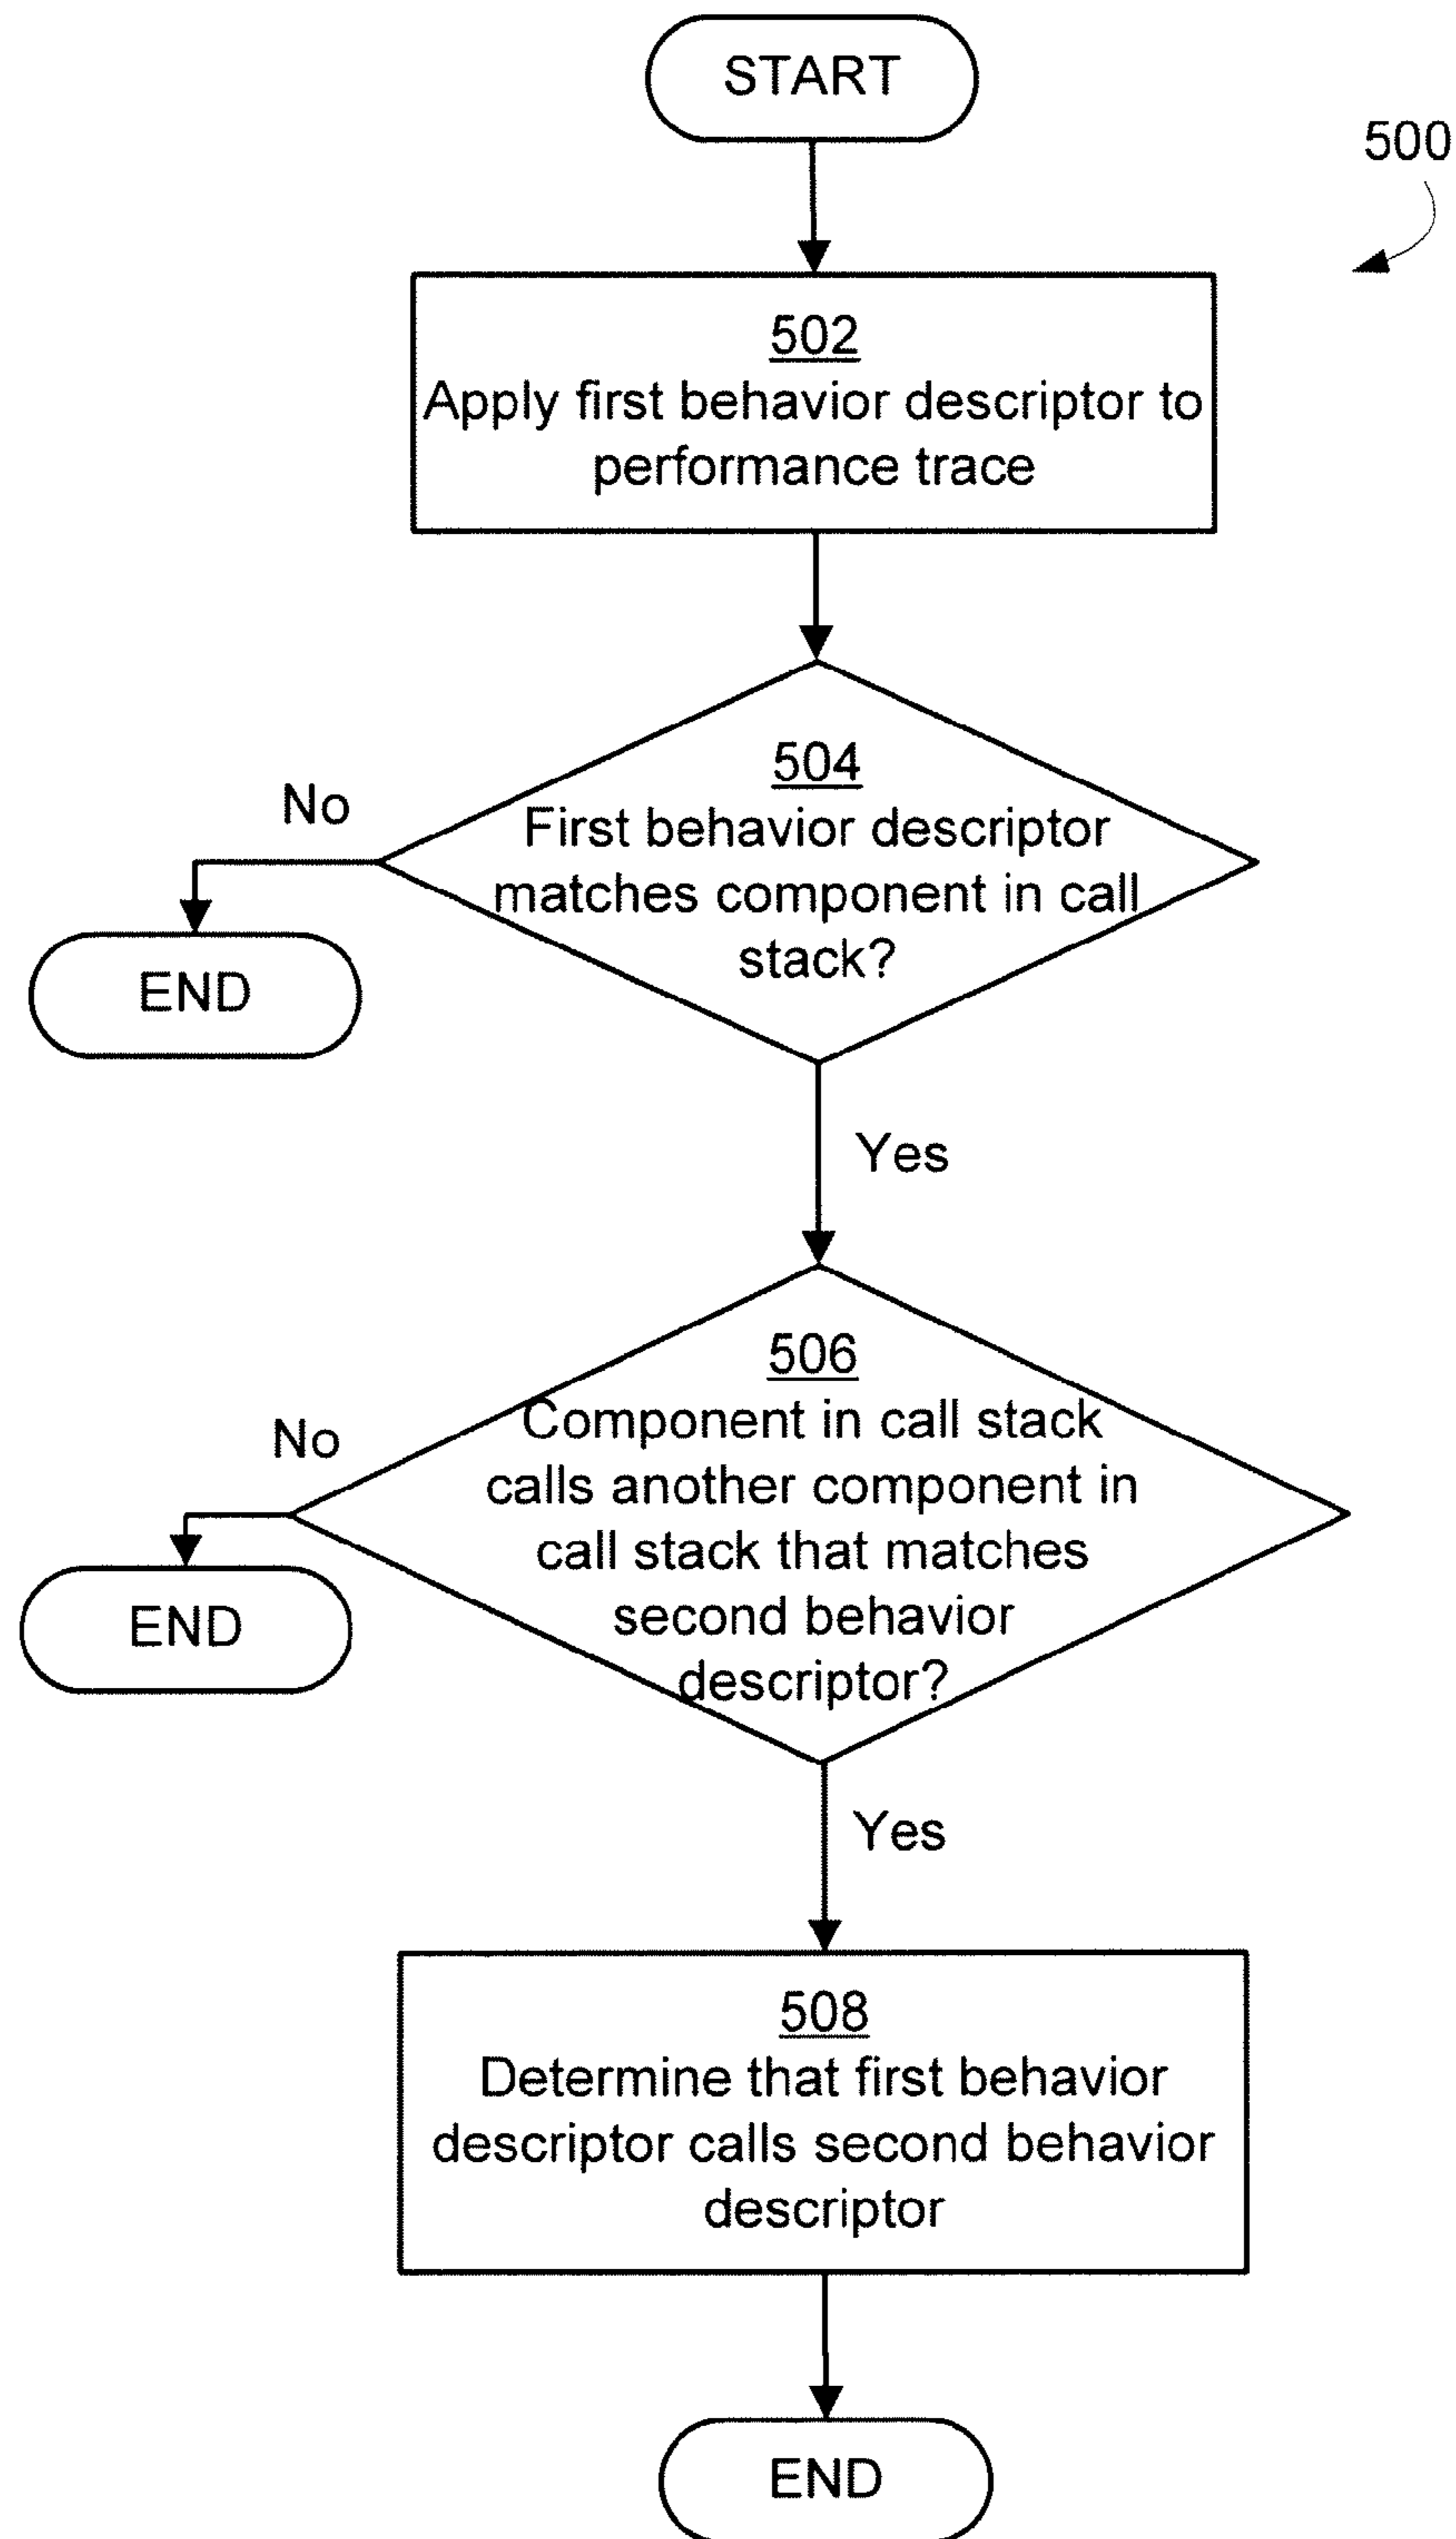 START
500
502
Apply first behavior descriptor to
performance trace
504
First behavior descriptor
matches component in call
stack?
No
END
Yes
506
Component in call stack
calls another component in
call stack that matches
second behavior
descriptor?
No
END
Yes
508
Determine that first behavior
descriptor calls second behavior
descriptor
END